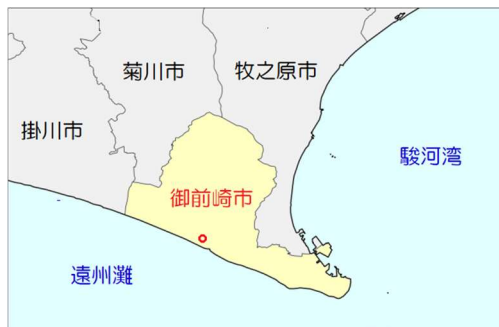 菊川市
牧之原市
掛川市
駿河湾
御前崎市
遠州灘